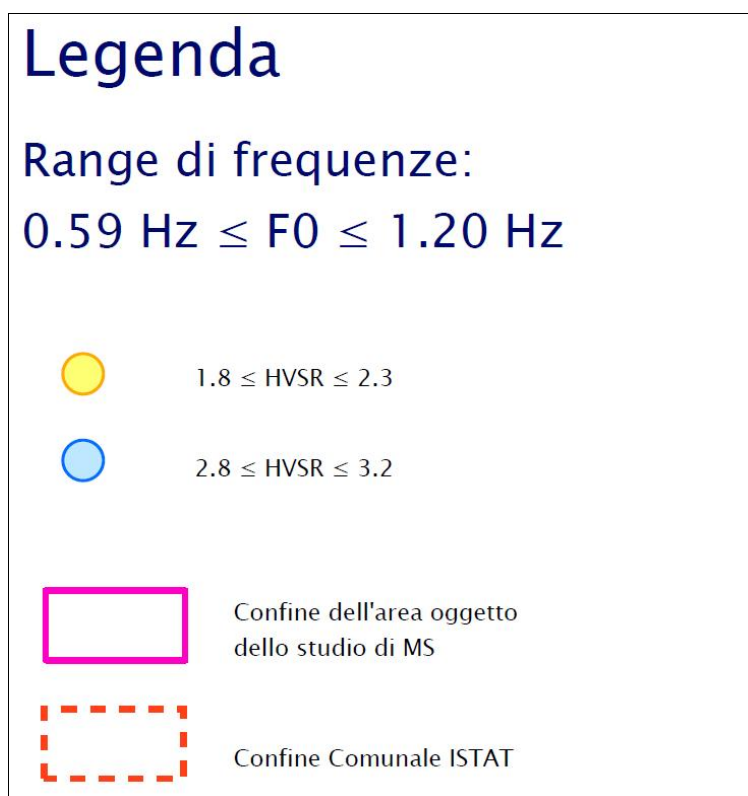 Legenda
Range di frequenze:
0.59 Hz ≤ F0 ≤ 1.20 Hz
1.8 ≤ HVSR ≤ 2.3
2.8 ≤ HVSR ≤ 3.2
Confine dell'area oggetto
dello studio di MS
Confine Comunale ISTAT